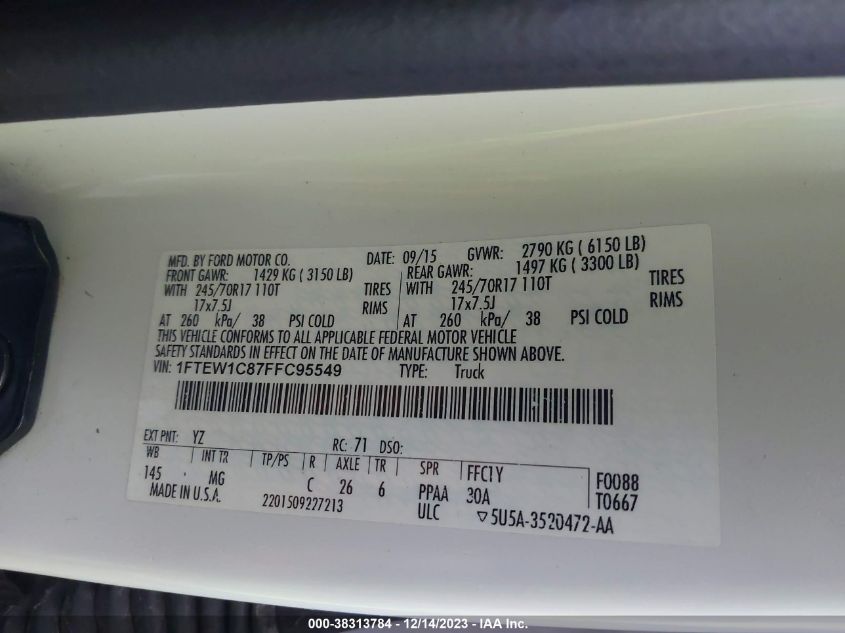 MFD. BY FORD MOTOR CO. DATE: 09/15 GVWR: 2790 KG ( 6150 LB)
FRONT GAWR: 1429 KG ( 3150 LB) REAR GAWR: 1497 KG ( 3300 LB)
WITH 245/70R17 110T TIRES WITH 245/70R17 110T TIRES
17x7.5J RIMS 17x7.5J RIMS
AT 260 kPa/ 38 PSI COLD AT 260 kPa/ 38 PSI COLD
THIS VEHICLE CONFORMS TO ALL APPLICABLE FEDERAL MOTOR VEHICLE
SAFETY STANDARDS IN EFFECT ON THE DATE OF MANUFACTURE SHOWN ABOVE.
VIN: 1FTEW1C87FFC95549 TYPE: Truck
EXT PNT: YZ RC: 71 DSO:
WB INT TR TP/PS R AXLE TR SPR FFC1Y F0088
145 MG C 26 6 PPAA 30A T0667
MADE IN U.S.A. 2201509227213 ULC ▽5U5A-3520472-AA
000-38313784 - 12/14/2023 - IAA Inc.